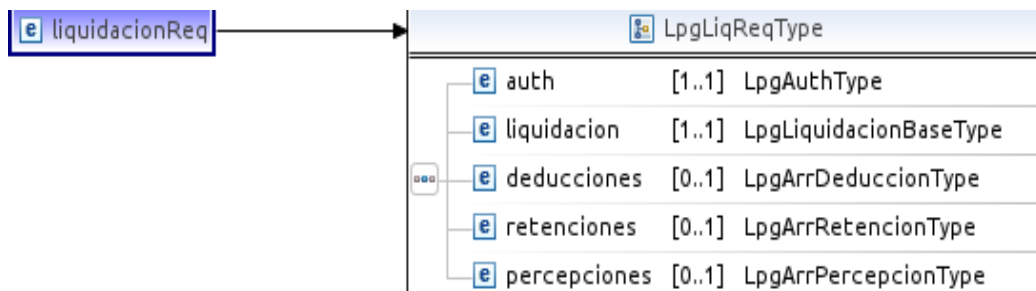 liquidacionReq
LpgLiqReqType
auth [1..1] LpgAuthType
liquidacion [1..1] LpgLiquidacionBaseType
deducciones [0..1] LpgArrDeduccionType
retenciones [0..1] LpgArrRetencionType
percepciones [0..1] LpgArrPercepcionType